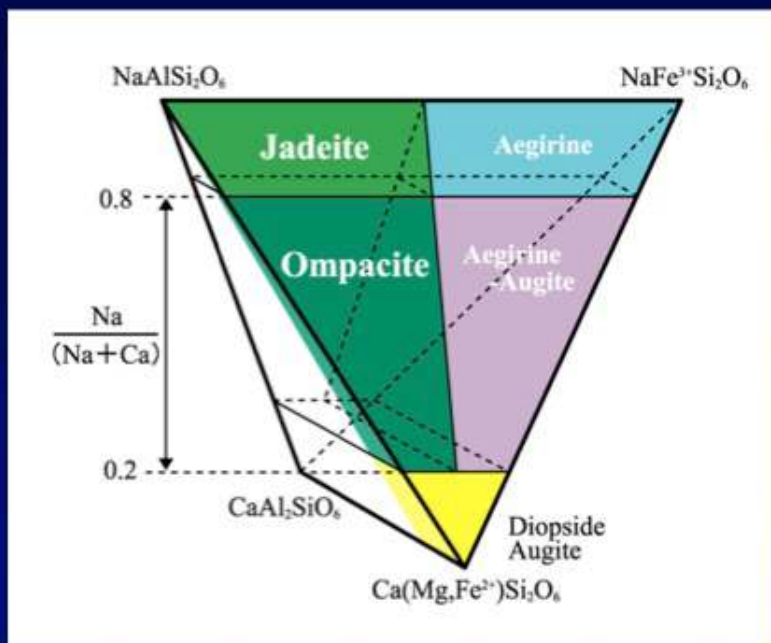 NaAlSi₂O₆
NaFe³⁺Si₂O₆
Jadeite
Aegirine
0.8
Ompacite
Aegirine
-Augite
Na
(Na+Ca)
0.2
CaAl₂SiO₆
Diopside
Augite
Ca(Mg,Fe²⁺)Si₂O₆